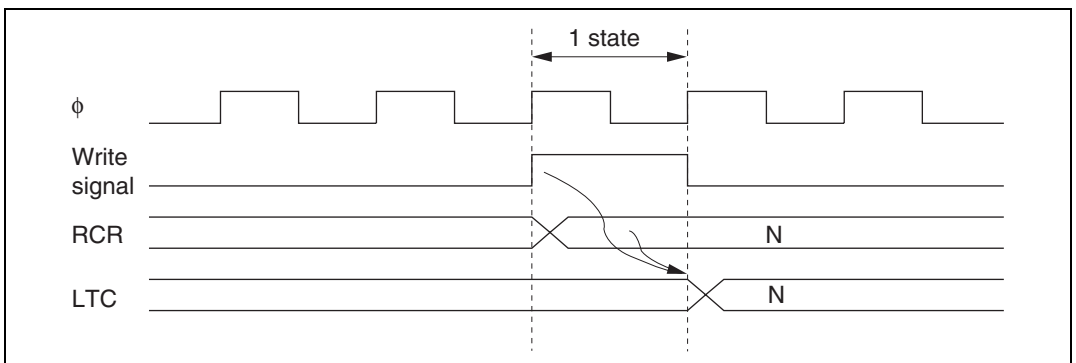 1 state
ϕ
Write
signal
RCR
N
LTC
N